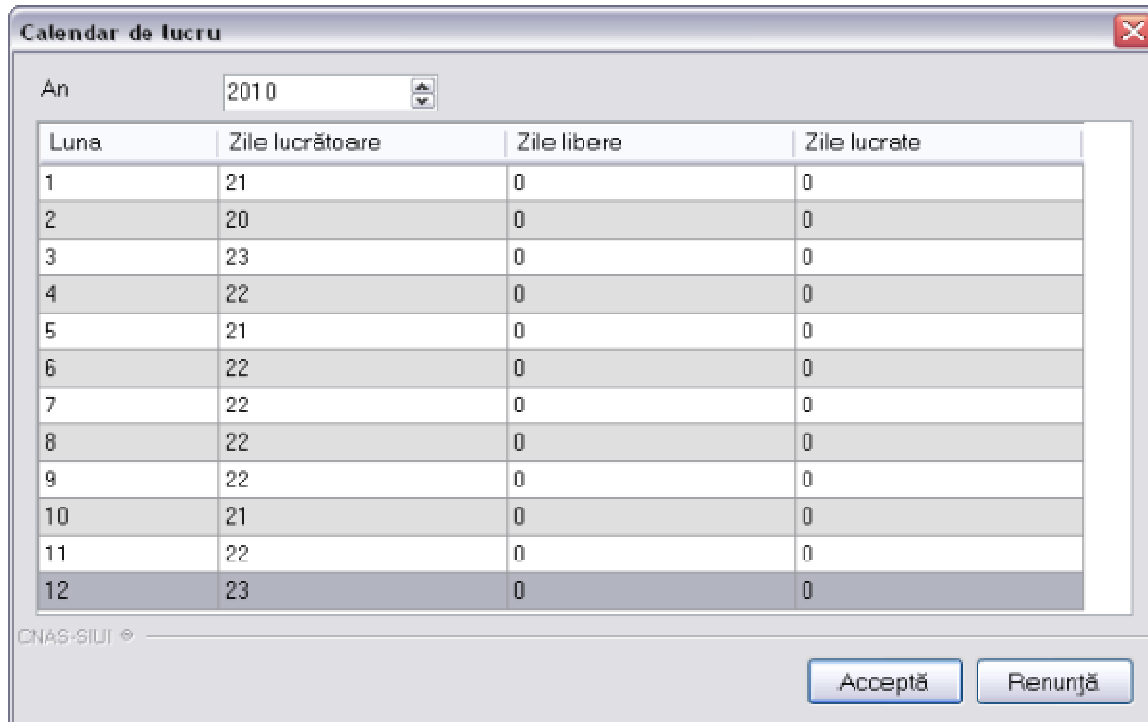 Calendar de lucru
An 2010
Luna Zile lucrătoare Zile libere Zile lucrate
1 21 0 0
2 20 0 0
3 23 0 0
4 22 0 0
5 21 0 0
6 22 0 0
7 22 0 0
8 22 0 0
9 22 0 0
10 21 0 0
11 22 0 0
12 23 0 0
CNAS-SIUI
Acceptă Renunţă